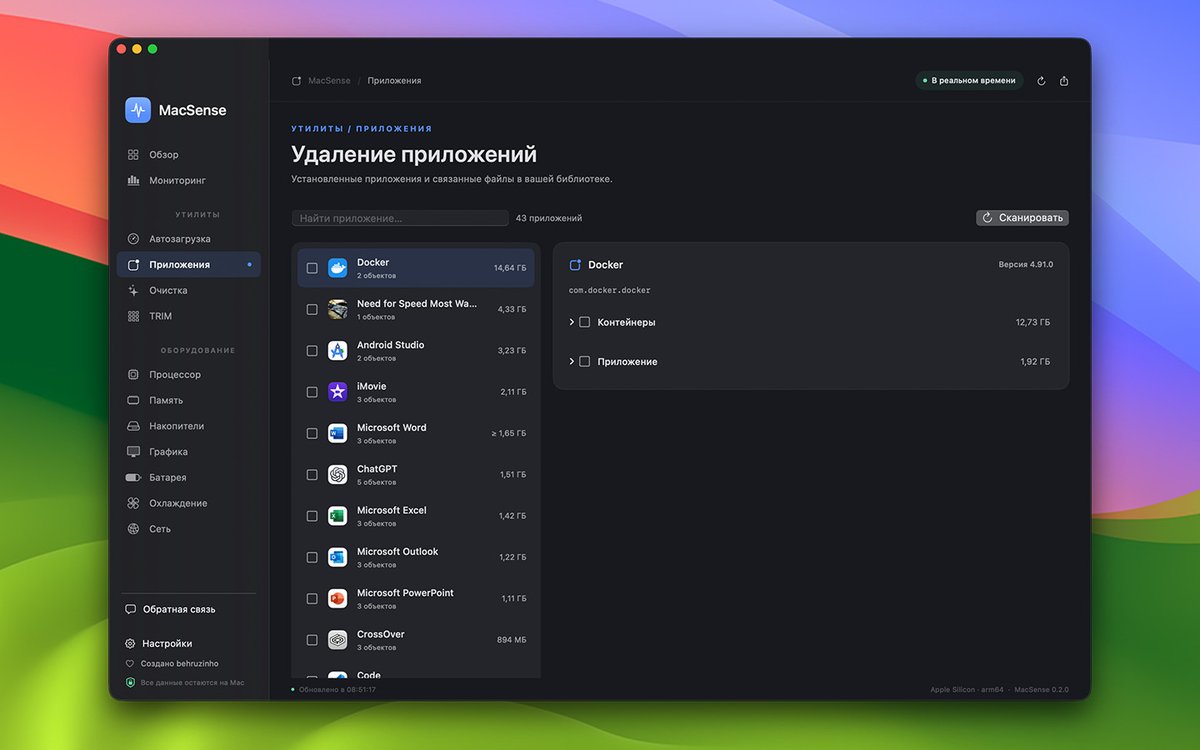 MacSense
Обзор
Мониторинг
УТИЛИТЫ
Автозагрузка
Приложения
Очистка
TRIM
ОБОРУДОВАНИЕ
Процессор
Память
Накопители
Графика
Батарея
Охлаждение
Сеть
Обратная связь
Настройки
Создано behruzinho
Все данные остаются на Mac
MacSense / Приложения
В реальном времени
УТИЛИТЫ / ПРИЛОЖЕНИЯ
Удаление приложений
Установленные приложения и связанные файлы в вашей библиотеке.
Найти приложение... 43 приложений
Сканировать
Docker
2 объектов
14,64 ГБ
Need for Speed Most Wa...
1 объектов
4,33 ГБ
Android Studio
2 объектов
3,23 ГБ
iMovie
3 объектов
2,11 ГБ
Microsoft Word
3 объектов
≥ 1,65 ГБ
ChatGPT
5 объектов
1,51 ГБ
Microsoft Excel
3 объектов
1,42 ГБ
Microsoft Outlook
3 объектов
1,22 ГБ
Microsoft PowerPoint
3 объектов
1,11 ГБ
CrossOver
3 объектов
894 МБ
Code
Docker
Версия 4.91.0
com.docker.docker
Контейнеры 12,73 ГБ
Приложение 1,92 ГБ
Обновлено в 08:51:17
Apple Silicon · arm64 · MacSense 0.2.0